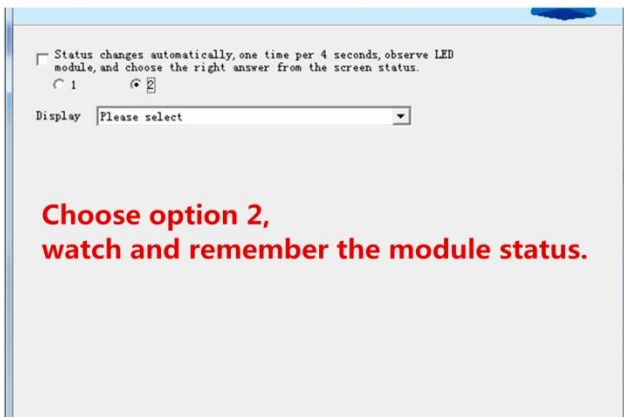 Status changes automatically, one time per 4 seconds, observe LED
module, and choose the right answer from the screen status.
1 2
Display Please select
Choose option 2,
watch and remember the module status.